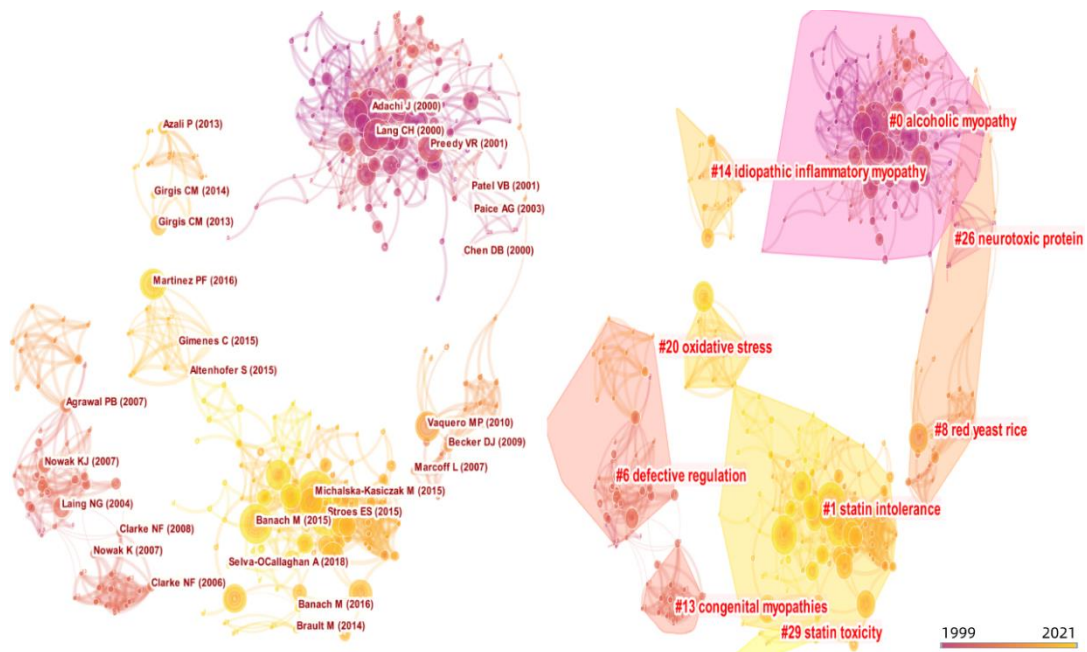 Adachi J (2000)
Lang CH (2000)
Preedy VR (2001)
Azali P (2013)
Patel VB (2001)
Girgis CM (2014)
Paice AG (2003)
Girgis CM (2013)
Chen DB (2000)
Martinez PF (2016)
Gimenes C (2015)
Altenhofer S (2015)
Agrawal PB (2007)
Vaquero MP (2010)
Becker DJ (2009)
Nowak KJ (2007)
Marcoff L (2007)
Michalska-Kasiczak M (2015)
Laing NG (2004)
Stroes ES (2015)
Banach M (2015)
Clarke NF (2008)
Nowak K (2007)
Selva-OCallaghan A (2018)
Clarke NF (2006)
Banach M (2016)
Brault M (2014)
#0 alcoholic myopathy
#14 idiopathic inflammatory myopathy
#26 neurotoxic protein
#20 oxidative stress
#8 red yeast rice
#6 defective regulation
#1 statin intolerance
#13 congenital myopathies
#29 statin toxicity
1999 2021